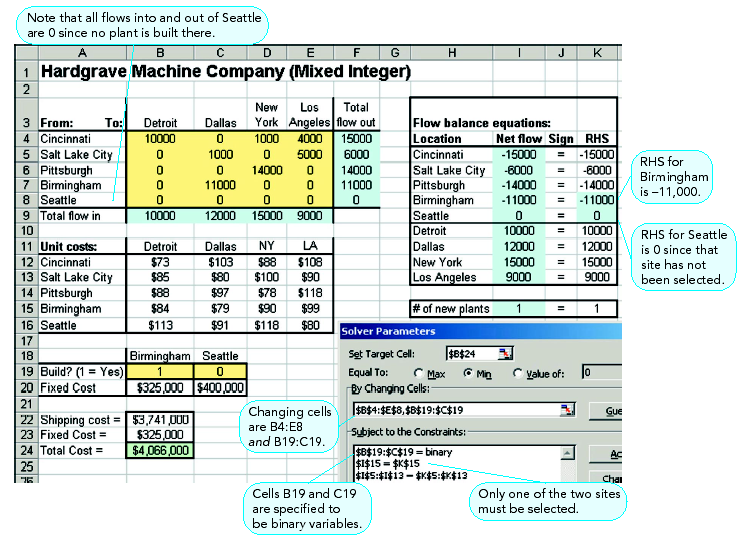 Note that all flows into and out of Seattle
are 0 since no plant is built there.
A B C D E F G H I J K
1 Hardgrave Machine Company (Mixed Integer)
2
New Los Total
3 From: To: Detroit Dallas York Angeles flow out Flow balance equations:
4 Cincinnati 10000 0 1000 4000 15000 Location Net flow Sign RHS
5 Salt Lake City 0 1000 0 5000 6000 Cincinnati -15000 = -15000
6 Pittsburgh 0 0 14000 0 14000 Salt Lake City -6000 = -6000
7 Birmingham 0 11000 0 0 11000 Pittsburgh -14000 = -14000
8 Seattle 0 0 0 0 0 Birmingham -11000 = -11000
9 Total flow in 10000 12000 15000 9000 Seattle 0 = 0
10 Detroit 10000 = 10000
11 Unit costs: Detroit Dallas NY LA Dallas 12000 = 12000
12 Cincinnati $73 $103 $88 $108 New York 15000 = 15000
13 Salt Lake City $85 $80 $100 $90 Los Angeles 9000 = 9000
14 Pittsburgh $88 $97 $78 $118
15 Birmingham $84 $79 $90 $99 # of new plants 1 = 1
16 Seattle $113 $91 $118 $80
17
18 Birmingham Seattle
19 Build? (1 = Yes) 1 0
20 Fixed Cost $325,000 $400,000
21
22 Shipping cost = $3,741,000
23 Fixed Cost = $325,000
24 Total Cost = $4,066,000
25
RHS for
Birmingham
is –11,000.
RHS for Seattle
is 0 since that
site has not
been selected.
Solver Parameters
Set Target Cell: $B$24
Equal To: Max Min Value of: 0
By Changing Cells:
$B$4:$E$8,$B$19:$C$19 Gue
Subject to the Constraints:
$B$19:$C$19 = binary
$I$15 = $K$15
$I$5:$I$13 = $K$5:$K$13
Chan
Changing cells
are B4:E8
and B19:C19.
Cells B19 and C19
are specified to
be binary variables.
Only one of the two sites
must be selected.